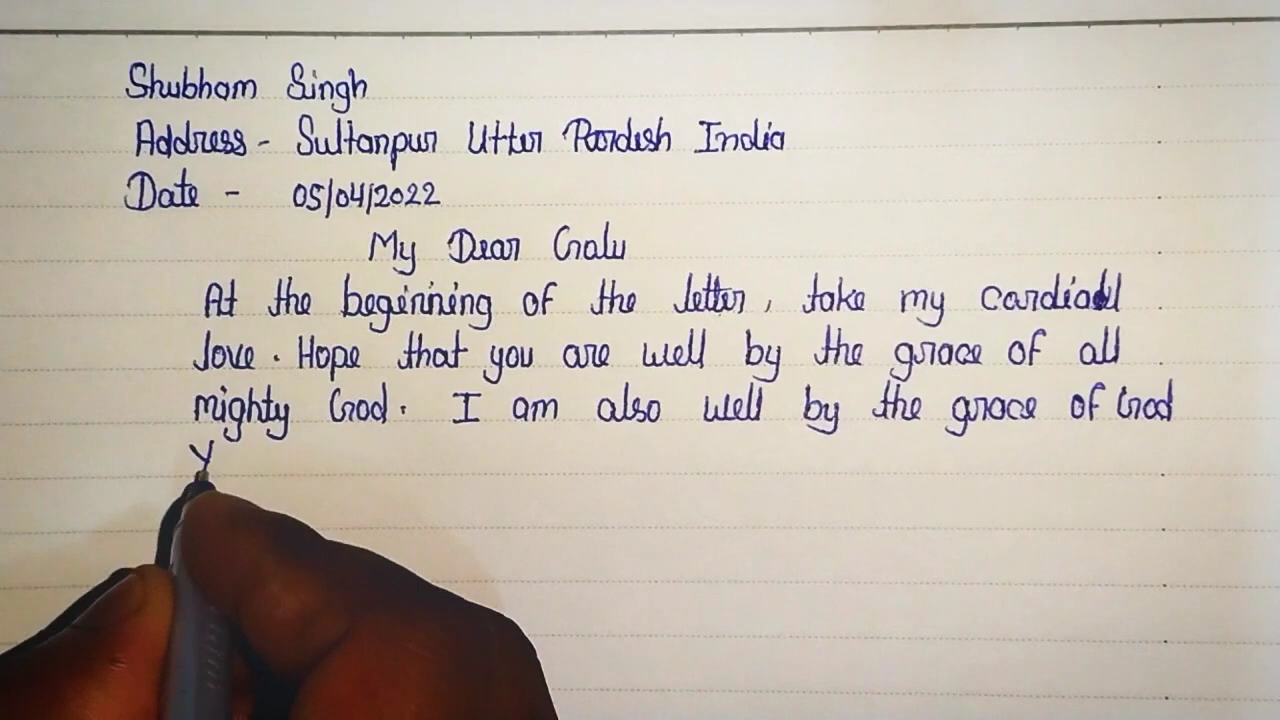 Shubham Singh
Address - Sultanpur Utter Pardesh India
Date - 05/04/2022
My Dear Golu
At the beginning of the letter, take my cardiall
love. Hope that you are well by the grace of all
mighty God. I am also well by the grace of God
Y